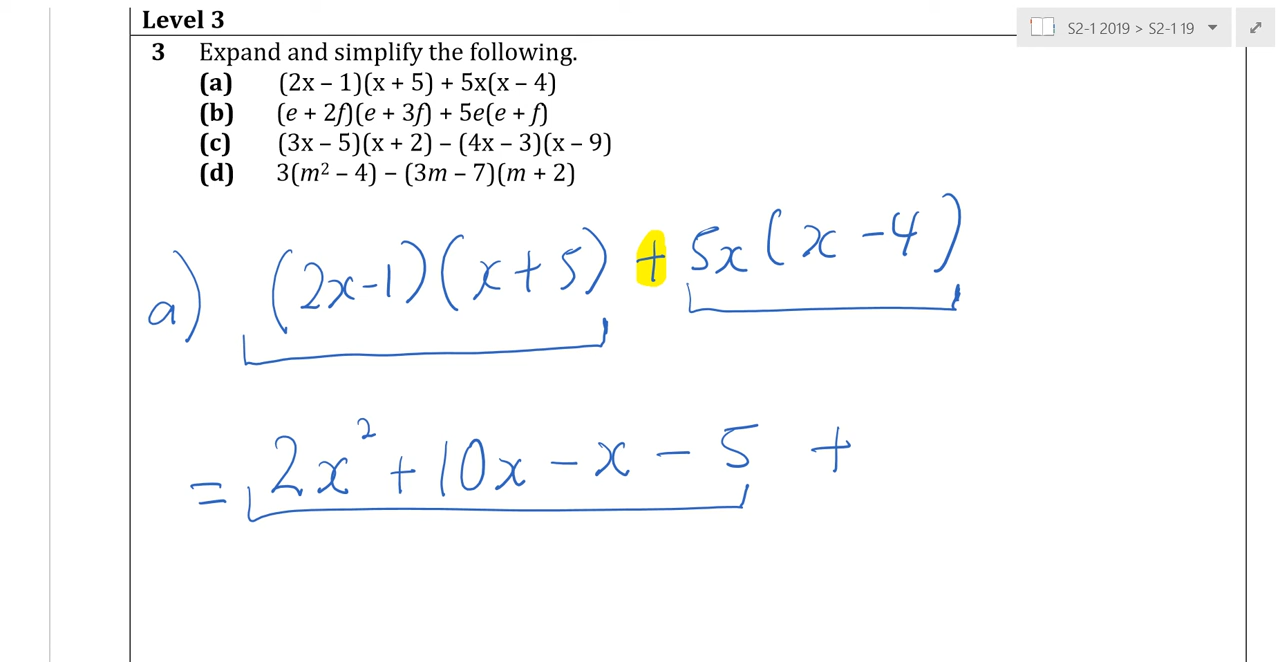 Level 3
S2-1 2019 > S2-1 19
3 Expand and simplify the following.
(a) (2x – 1)(x + 5) + 5x(x – 4)
(b) (e + 2f)(e + 3f) + 5e(e + f)
(c) (3x – 5)(x + 2) – (4x – 3)(x – 9)
(d) 3(m² – 4) – (3m – 7)(m + 2)
a) (2x-1)(x+5) + 5x(x-4)
= 2x² + 10x - x - 5 +